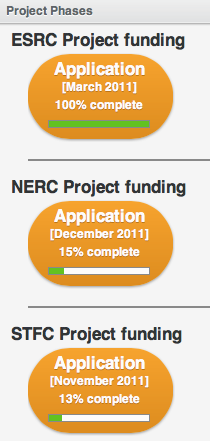 Project Phases
ESRC Project funding
Application
[March 2011]
100% complete
NERC Project funding
Application
[December 2011]
15% complete
STFC Project funding
Application
[November 2011]
13% complete